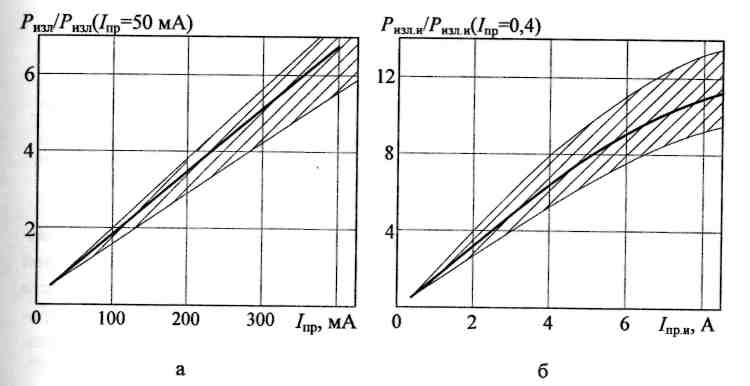 Pизл/Pизл(Iпр=50 мА)
6
4
2
0
100
200
300
Iпр, мА
а
Pизл.и/Pизл.и(Iпр=0,4)
12
8
4
0
2
4
6
Iпр.и, А
б